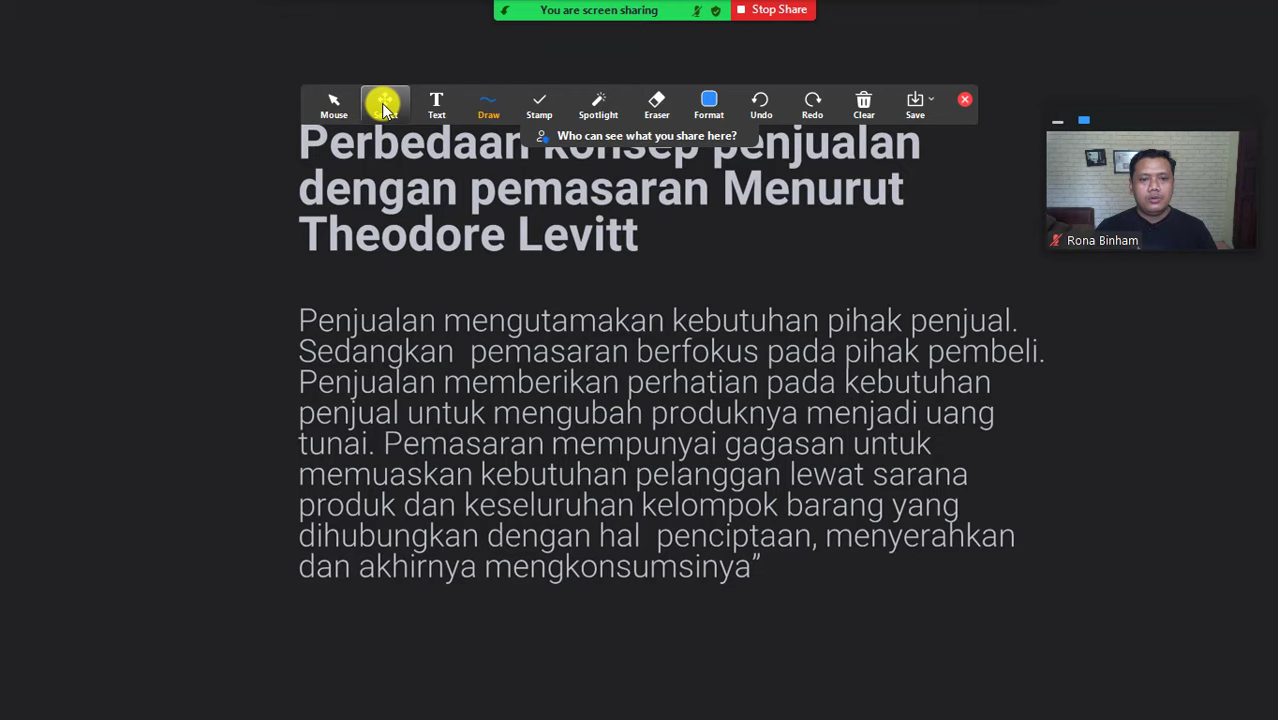 You are screen sharing
Stop Share
Mouse
Text
Draw
Stamp
Spotlight
Eraser
Format
Undo
Redo
Clear
Save
Who can see what you share here?
Perbedaan konsep penjualan
dengan pemasaran Menurut
Theodore Levitt
Rona Binham
Penjualan mengutamakan kebutuhan pihak penjual.
Sedangkan pemasaran berfokus pada pihak pembeli.
Penjualan memberikan perhatian pada kebutuhan
penjual untuk mengubah produknya menjadi uang
tunai. Pemasaran mempunyai gagasan untuk
memuaskan kebutuhan pelanggan lewat sarana
produk dan keseluruhan kelompok barang yang
dihubungkan dengan hal penciptaan, menyerahkan
dan akhirnya mengkonsumsinya”